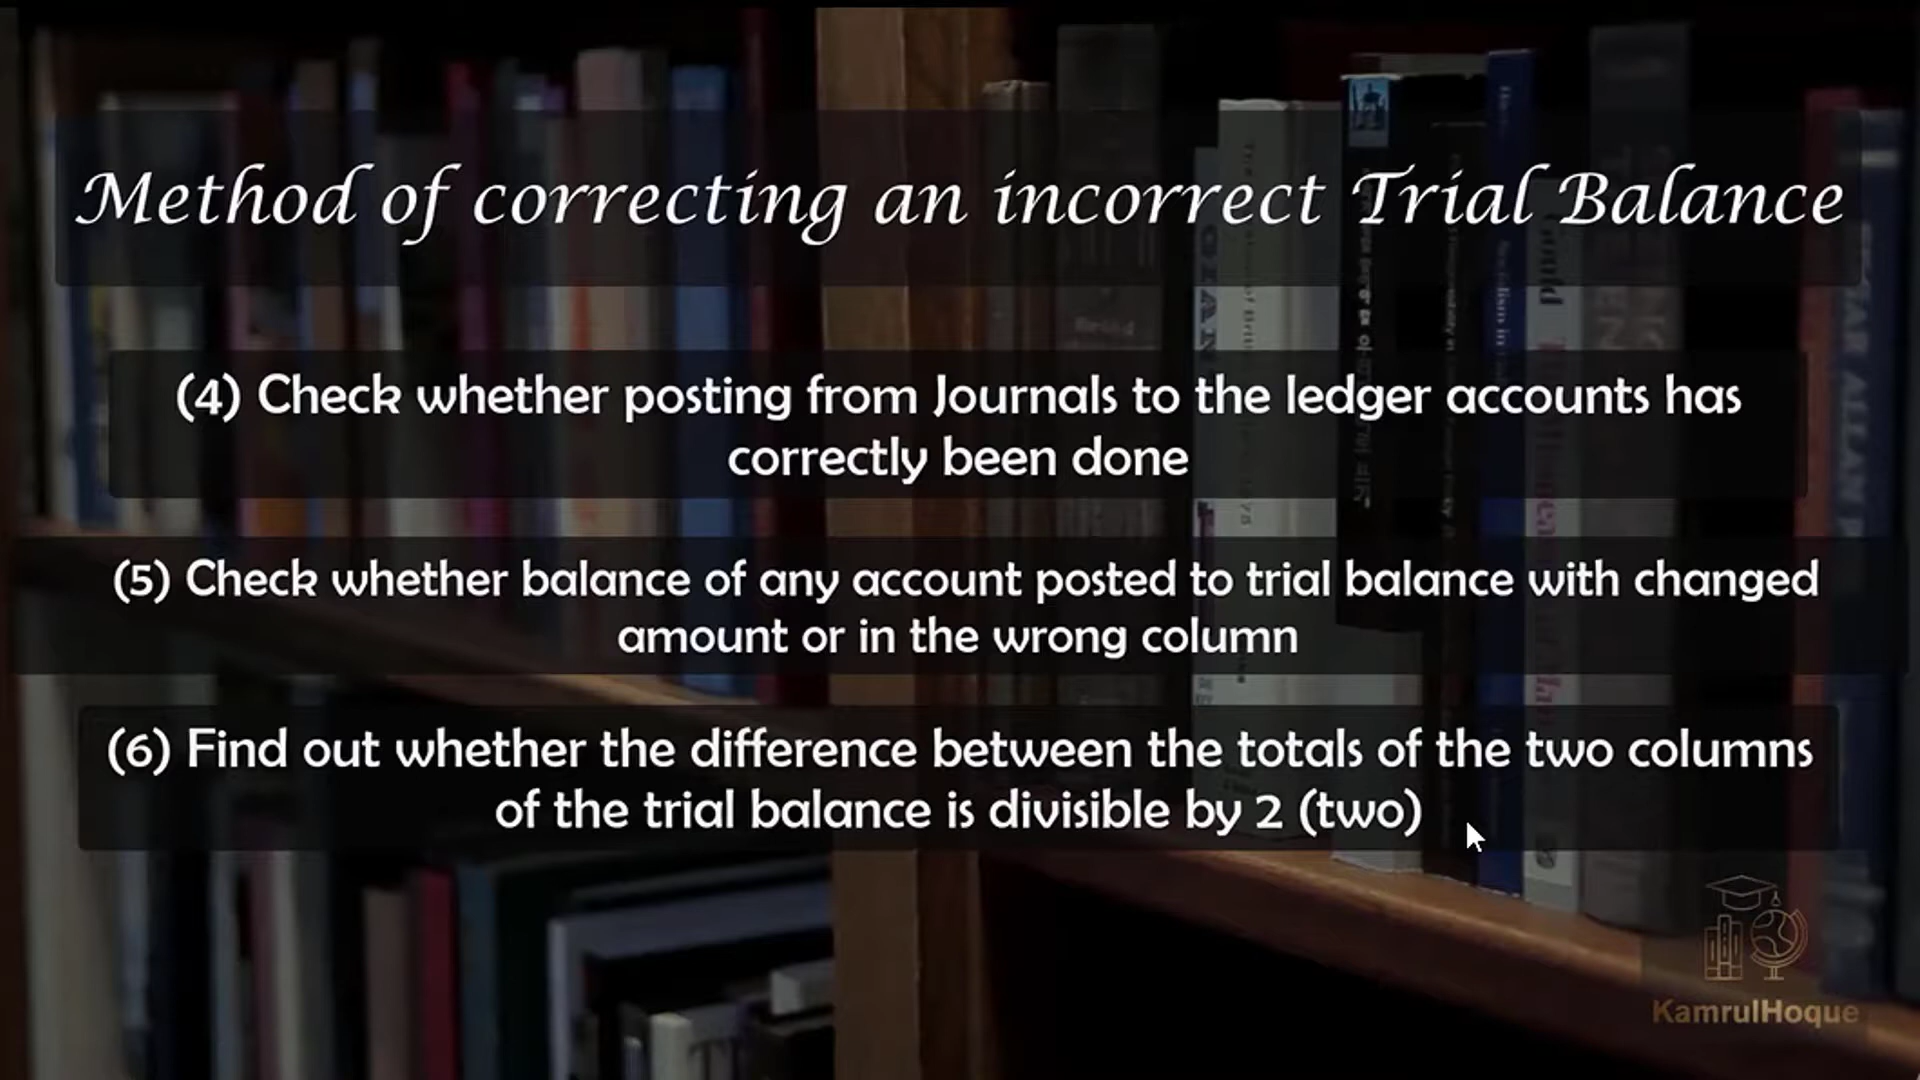 Method of correcting an incorrect Trial Balance
(4) Check whether posting from Journals to the ledger accounts has
correctly been done
(5) Check whether balance of any account posted to trial balance with changed
amount or in the wrong column
(6) Find out whether the difference between the totals of the two columns
of the trial balance is divisible by 2 (two)
KamrulHoque